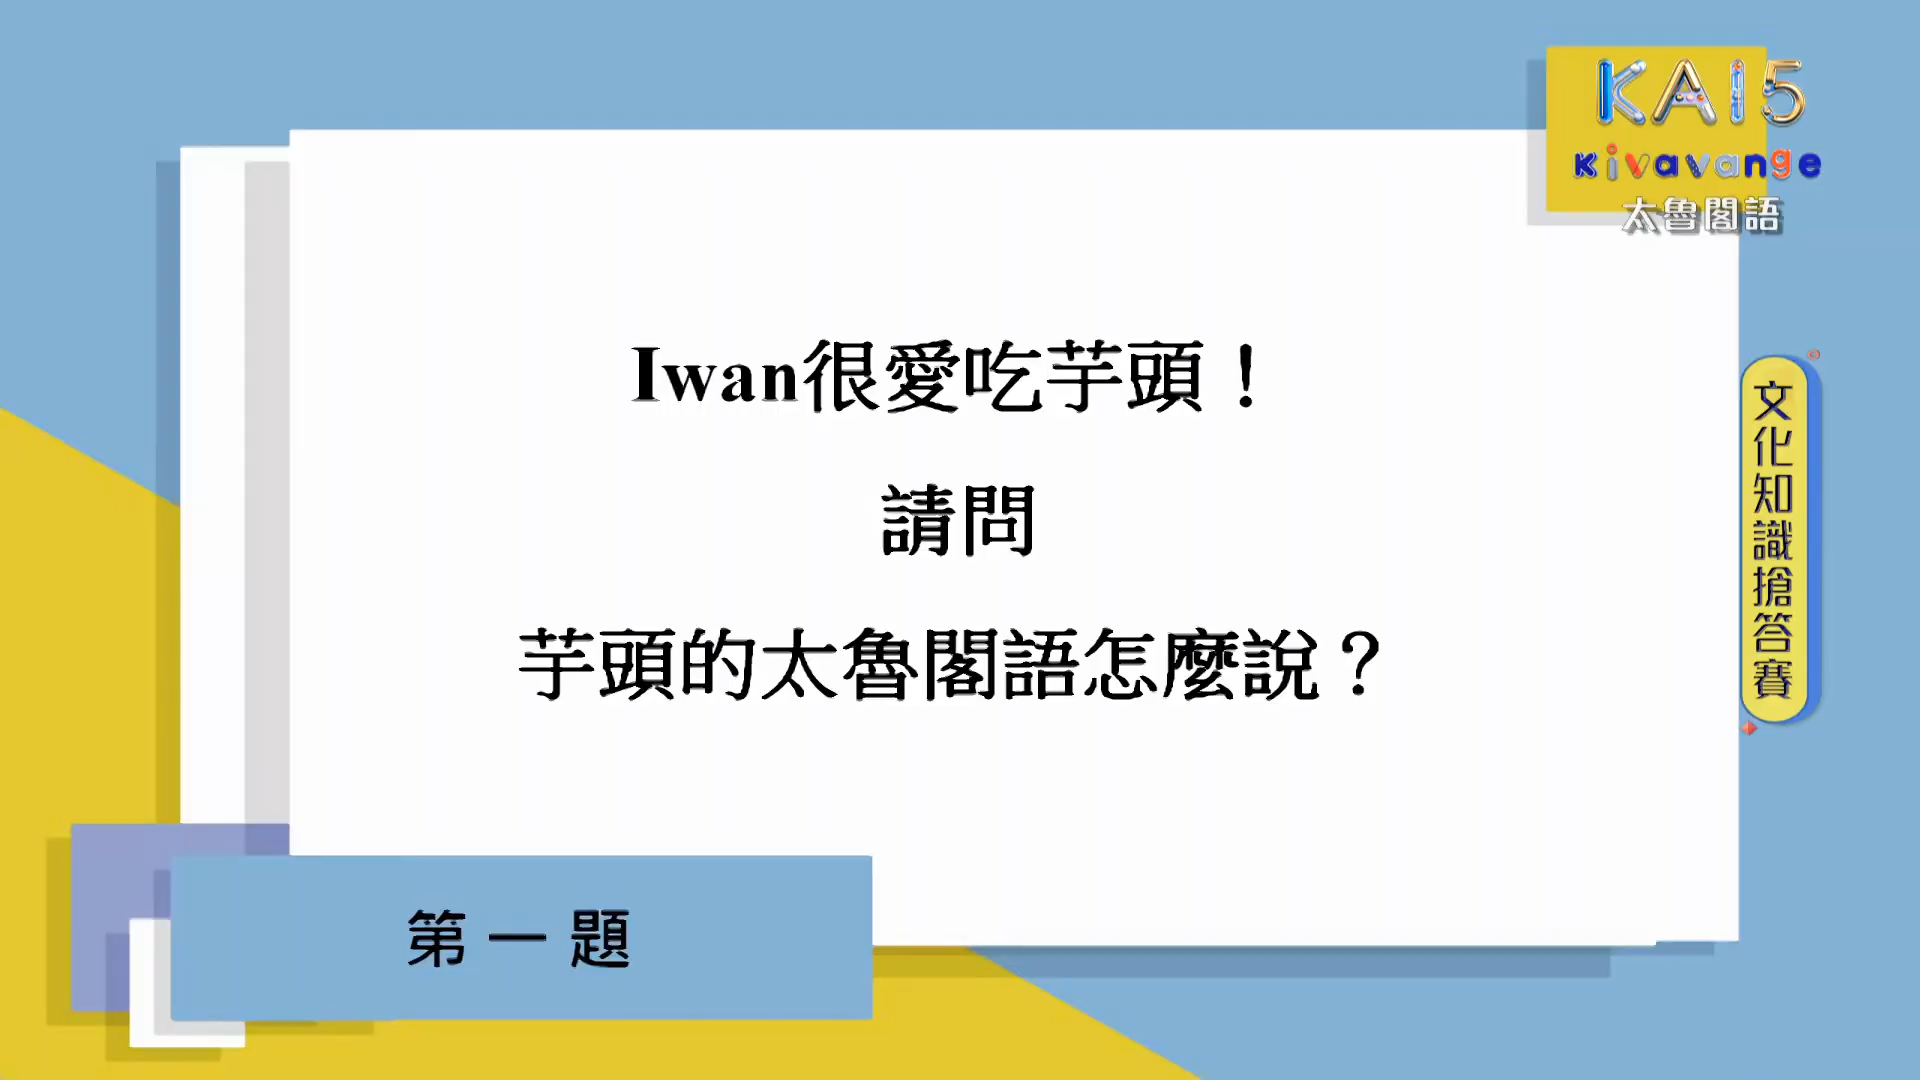 KAI5
Kivavange
太魯閣語
Iwan很愛吃芋頭！
請問
芋頭的太魯閣語怎麼說？
文化知識搶答賽
第一題